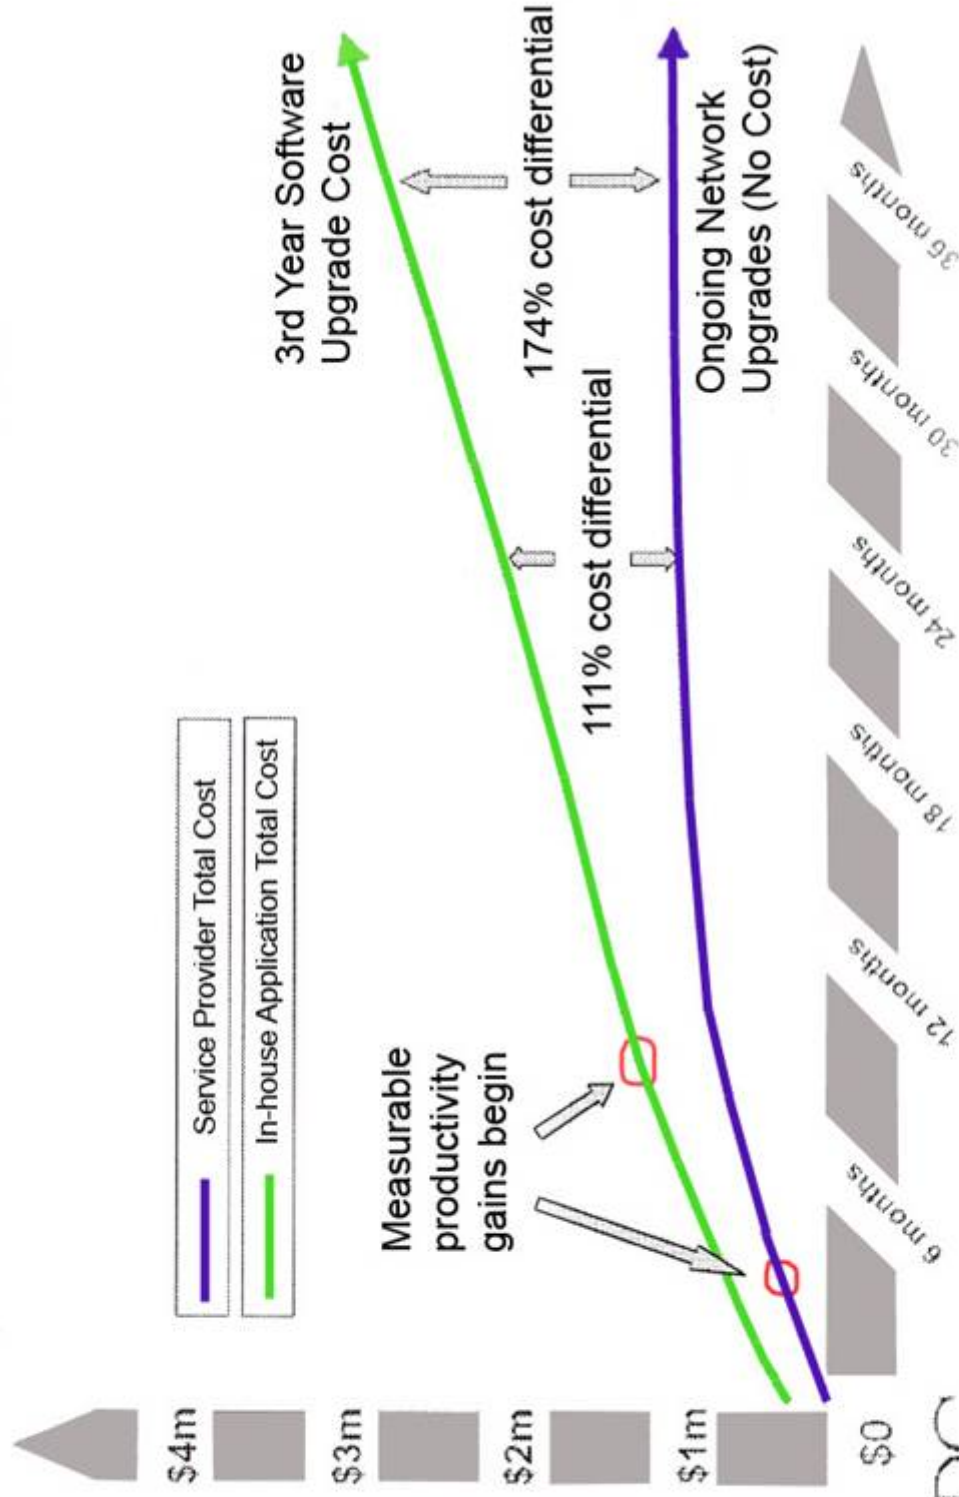 $4m
$3m
$2m
$1m
$0
Service Provider Total Cost
In-house Application Total Cost
Measurable
productivity
gains begin
3rd Year Software
Upgrade Cost
174% cost differential
111% cost differential
Ongoing Network
Upgrades (No Cost)
6 months
12 months
18 months
24 months
30 months
36 months